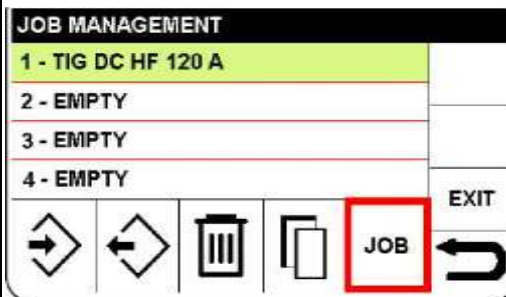 JOB MANAGEMENT
1 - TIG DC HF 120 A
2 - EMPTY
3 - EMPTY
4 - EMPTY
EXIT
JOB